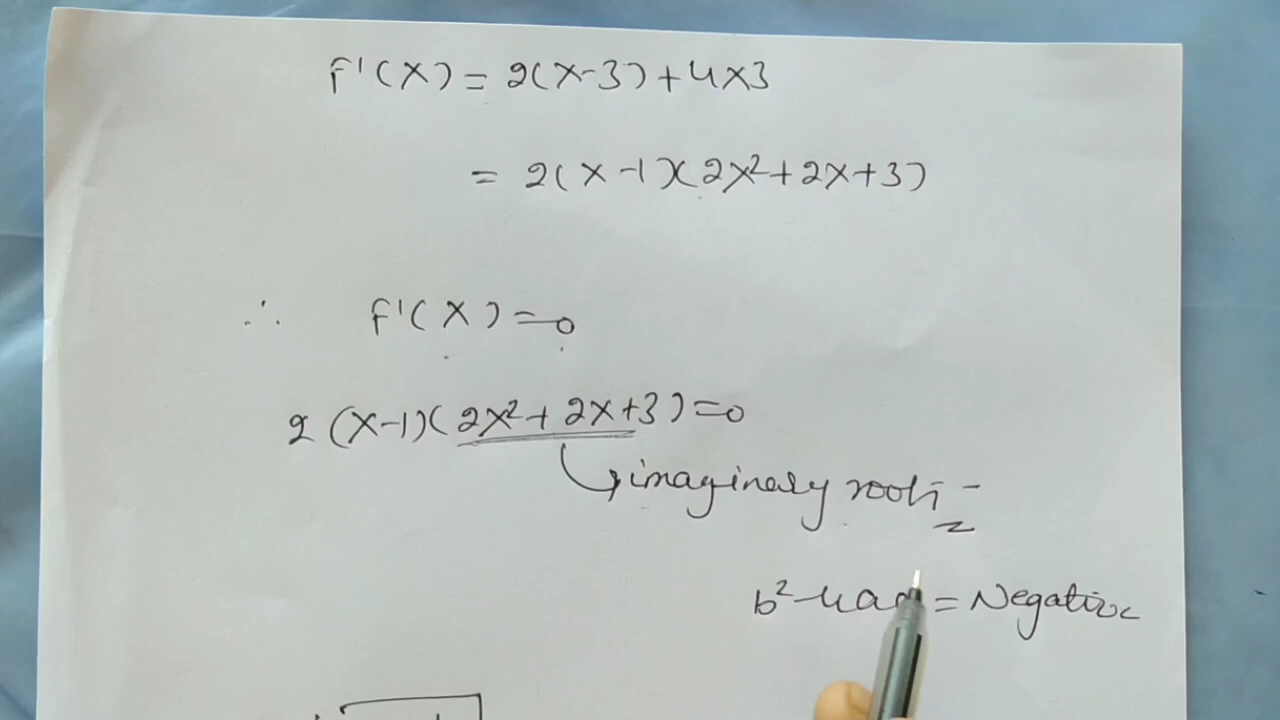 f'(x) = 2(x-3)+4x3
= 2(x-1)(2x²+2x+3)
∴ f'(x)=0
2(x-1)(2x²+2x+3)=0
imaginary roots
b²-4ac = Negative